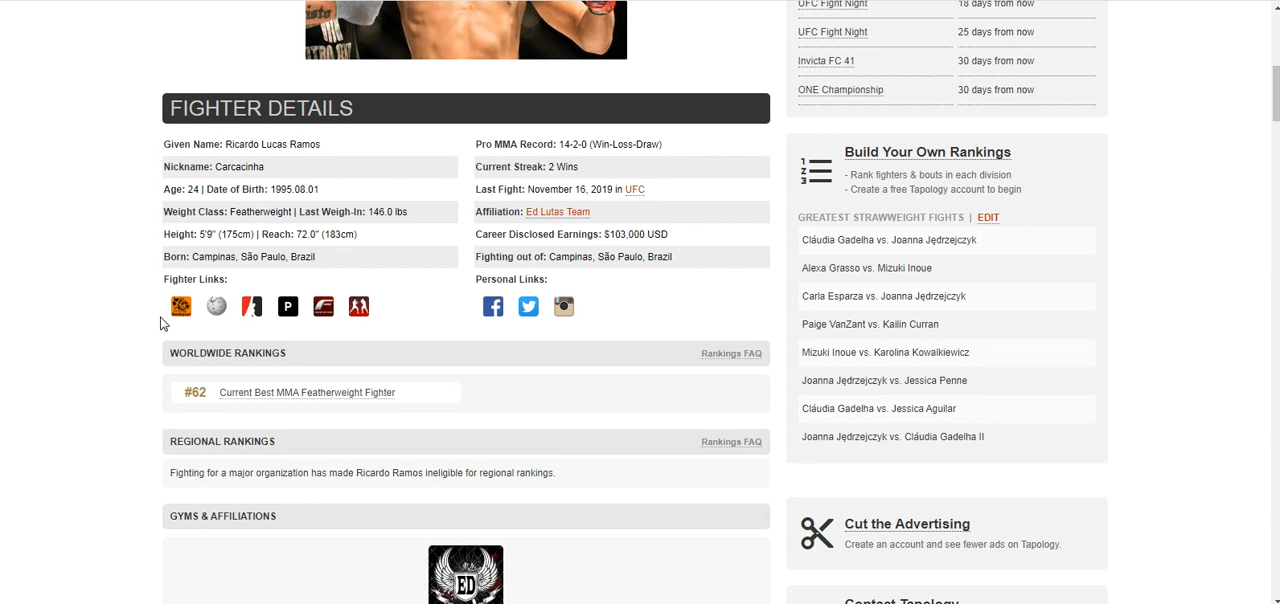 FIGHTER DETAILS
Given Name: Ricardo Lucas Ramos
Pro MMA Record: 14-2-0 (Win-Loss-Draw)
Nickname: Carcacinha
Current Streak: 2 Wins
Age: 24 | Date of Birth: 1995.08.01
Last Fight: November 16, 2019 in UFC
Weight Class: Featherweight | Last Weigh-In: 146.0 lbs
Affiliation: Ed Lutas Team
Height: 5'9" (175cm) | Reach: 72.0" (183cm)
Career Disclosed Earnings: $103,000 USD
Born: Campinas, São Paulo, Brazil
Fighting out of: Campinas, São Paulo, Brazil
Fighter Links:
Personal Links:
P
WORLDWIDE RANKINGS
Rankings FAQ
#62 Current Best MMA Featherweight Fighter
REGIONAL RANKINGS
Rankings FAQ
Fighting for a major organization has made Ricardo Ramos ineligible for regional rankings.
GYMS & AFFILIATIONS
ED
UFC Fight Night 18 days from now
UFC Fight Night 25 days from now
Invicta FC 41 30 days from now
ONE Championship 30 days from now
Build Your Own Rankings
- Rank fighters & bouts in each division
- Create a free Tapology account to begin
GREATEST STRAWWEIGHT FIGHTS | EDIT
Cláudia Gadelha vs. Joanna Jędrzejczyk
Alexa Grasso vs. Mizuki Inoue
Carla Esparza vs. Joanna Jędrzejczyk
Paige VanZant vs. Kailin Curran
Mizuki Inoue vs. Karolina Kowalkiewicz
Joanna Jędrzejczyk vs. Jessica Penne
Cláudia Gadelha vs. Jessica Aguilar
Joanna Jędrzejczyk vs. Cláudia Gadelha II
Cut the Advertising
Create an account and see fewer ads on Tapology.
Contact Tapology